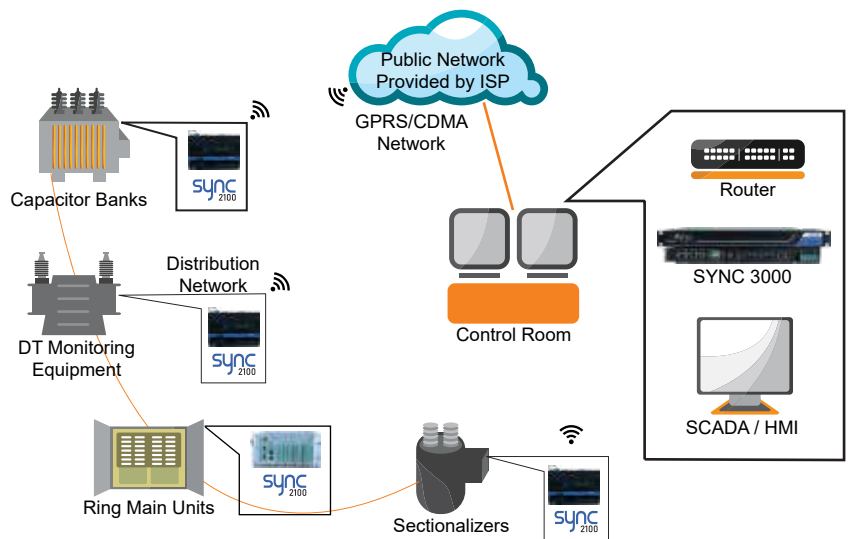 Public Network
Provided by ISP
GPRS/CDMA
Network
sync
2100
Capacitor Banks
Router
Distribution
Network
SYNC 3000
sync
2100
DT Monitoring
Equipment
Control Room
SCADA / HMI
sync
2100
Ring Main Units
sync
2100
Sectionalizers